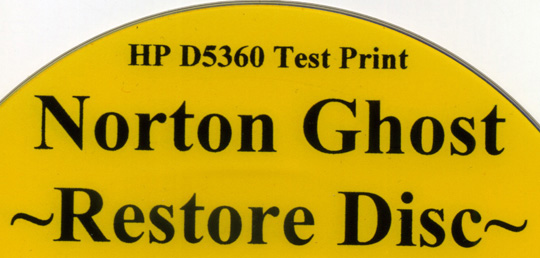 HP D5360 Test Print
Norton Ghost
~Restore Disc~